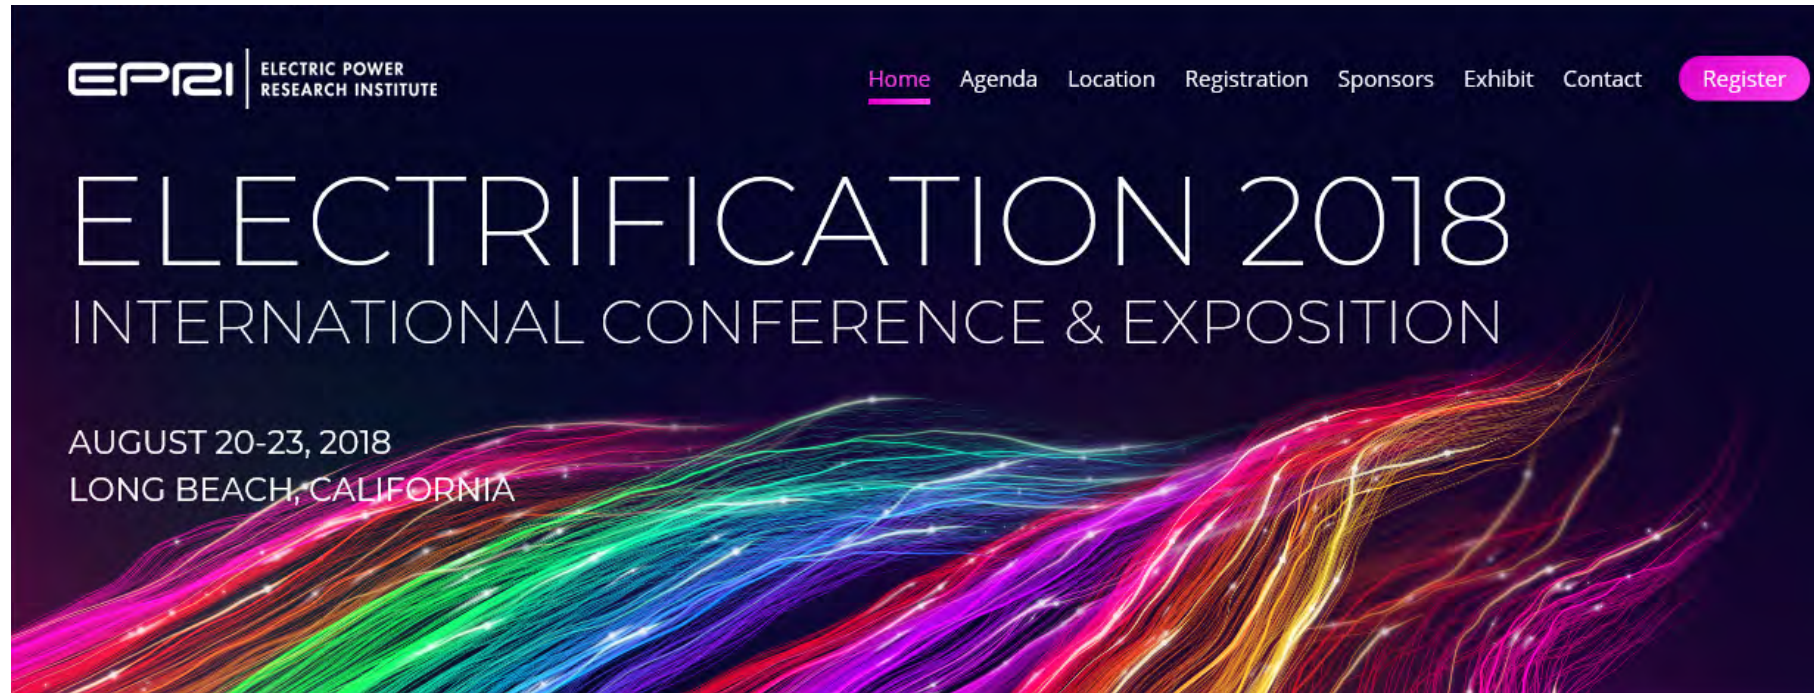 EPRI
ELECTRIC POWER
RESEARCH INSTITUTE
Home Agenda Location Registration Sponsors Exhibit Contact Register
ELECTRIFICATION 2018
INTERNATIONAL CONFERENCE & EXPOSITION
AUGUST 20-23, 2018
LONG BEACH, CALIFORNIA